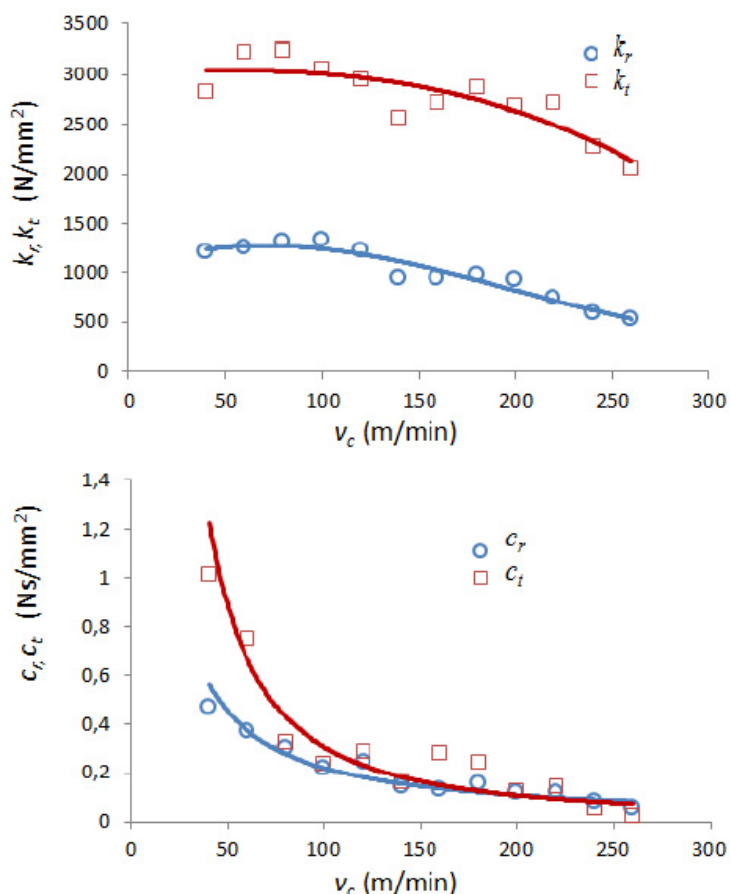 3500
3000
2500
2000
1500
1000
500
0
k_r, k_t (N/mm²)
k_r
k_t
0 50 100 150 200 250 300
v_c (m/min)
1,4
1,2
1
0,8
0,6
0,4
0,2
0
c_r, c_t (Ns/mm²)
c_r
c_t
0 50 100 150 200 250 300
v_c (m/min)